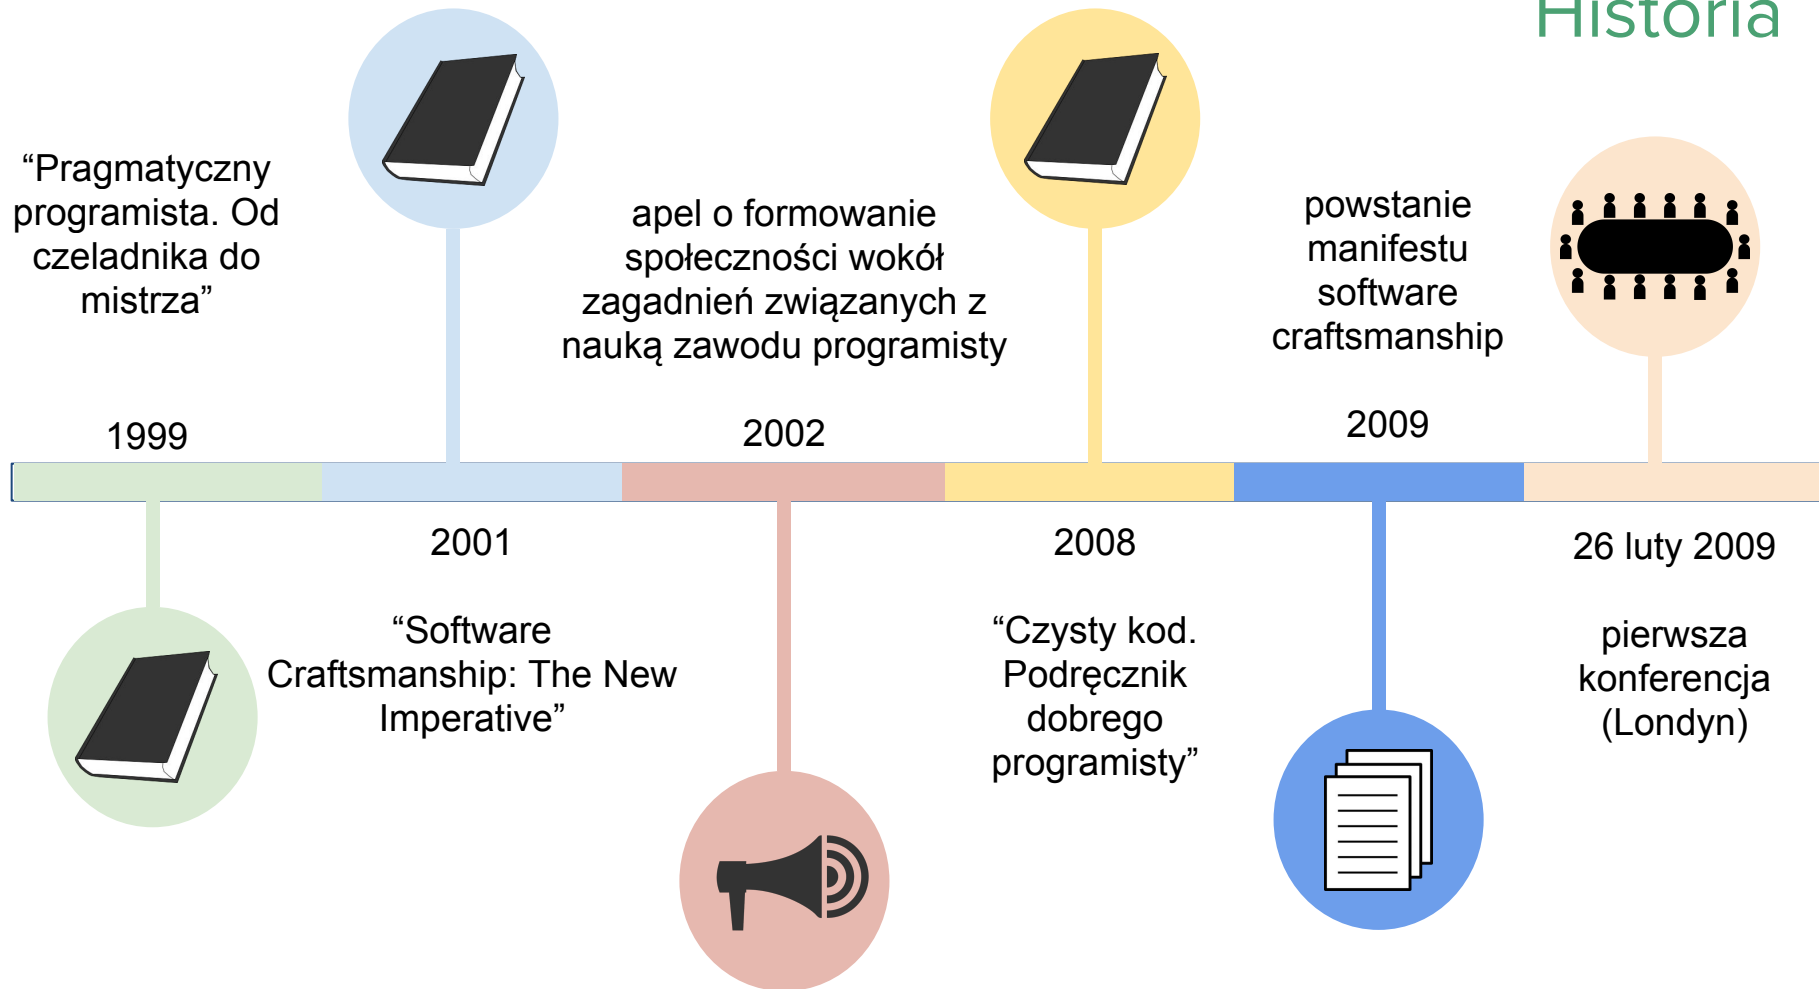 Historia
1999
“Pragmatyczny
programista. Od
czeladnika do
mistrza”
2001
“Software
Craftsmanship: The New
Imperative”
2002
apel o formowanie
społeczności wokół
zagadnień związanych z
nauką zawodu programisty
2008
“Czysty kod.
Podręcznik
dobrego
programisty”
2009
powstanie
manifestu
software
craftsmanship
26 luty 2009
pierwsza
konferencja
(Londyn)